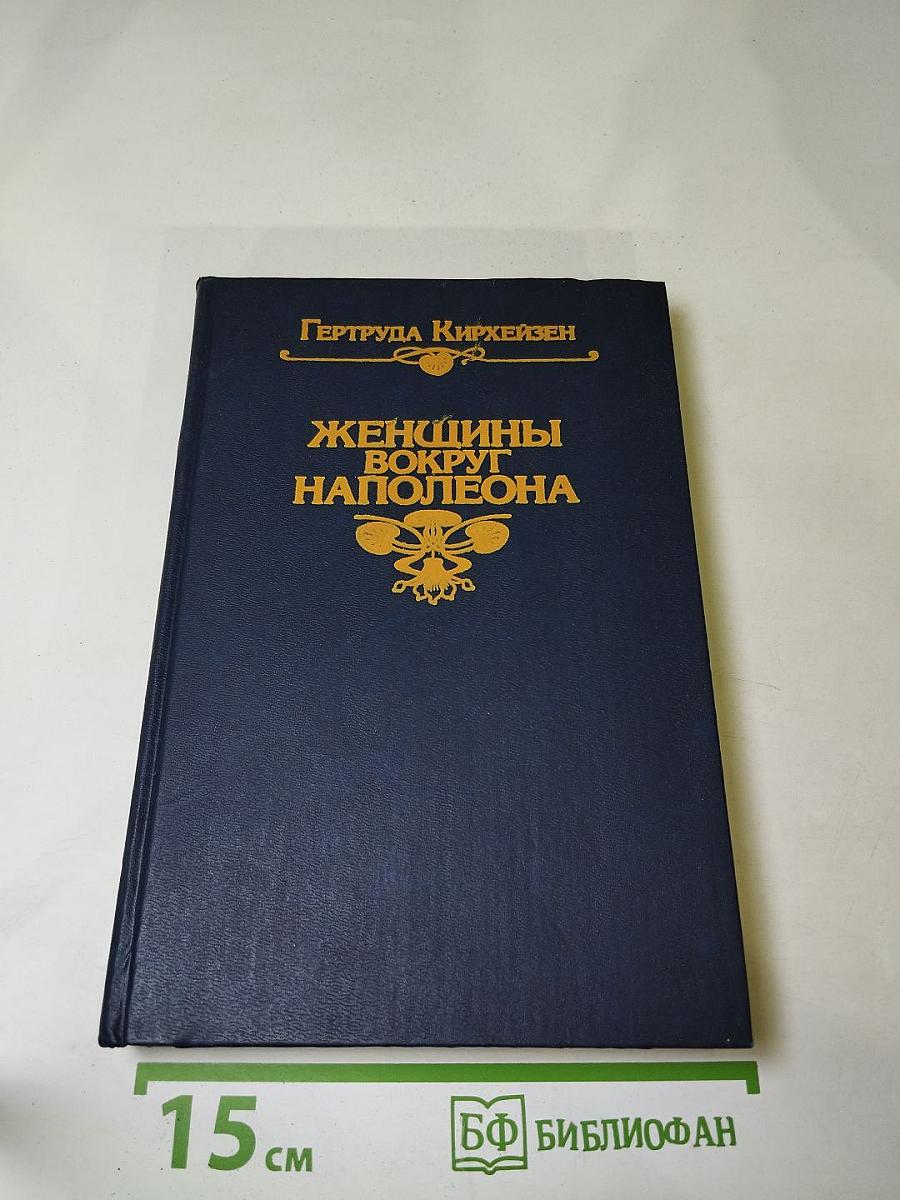 Гертруда Кирхейзен
ЖЕНЩИНЫ
ВОКРУГ
НАПОЛЕОНА
15 см
БФ БИБЛИОФАН